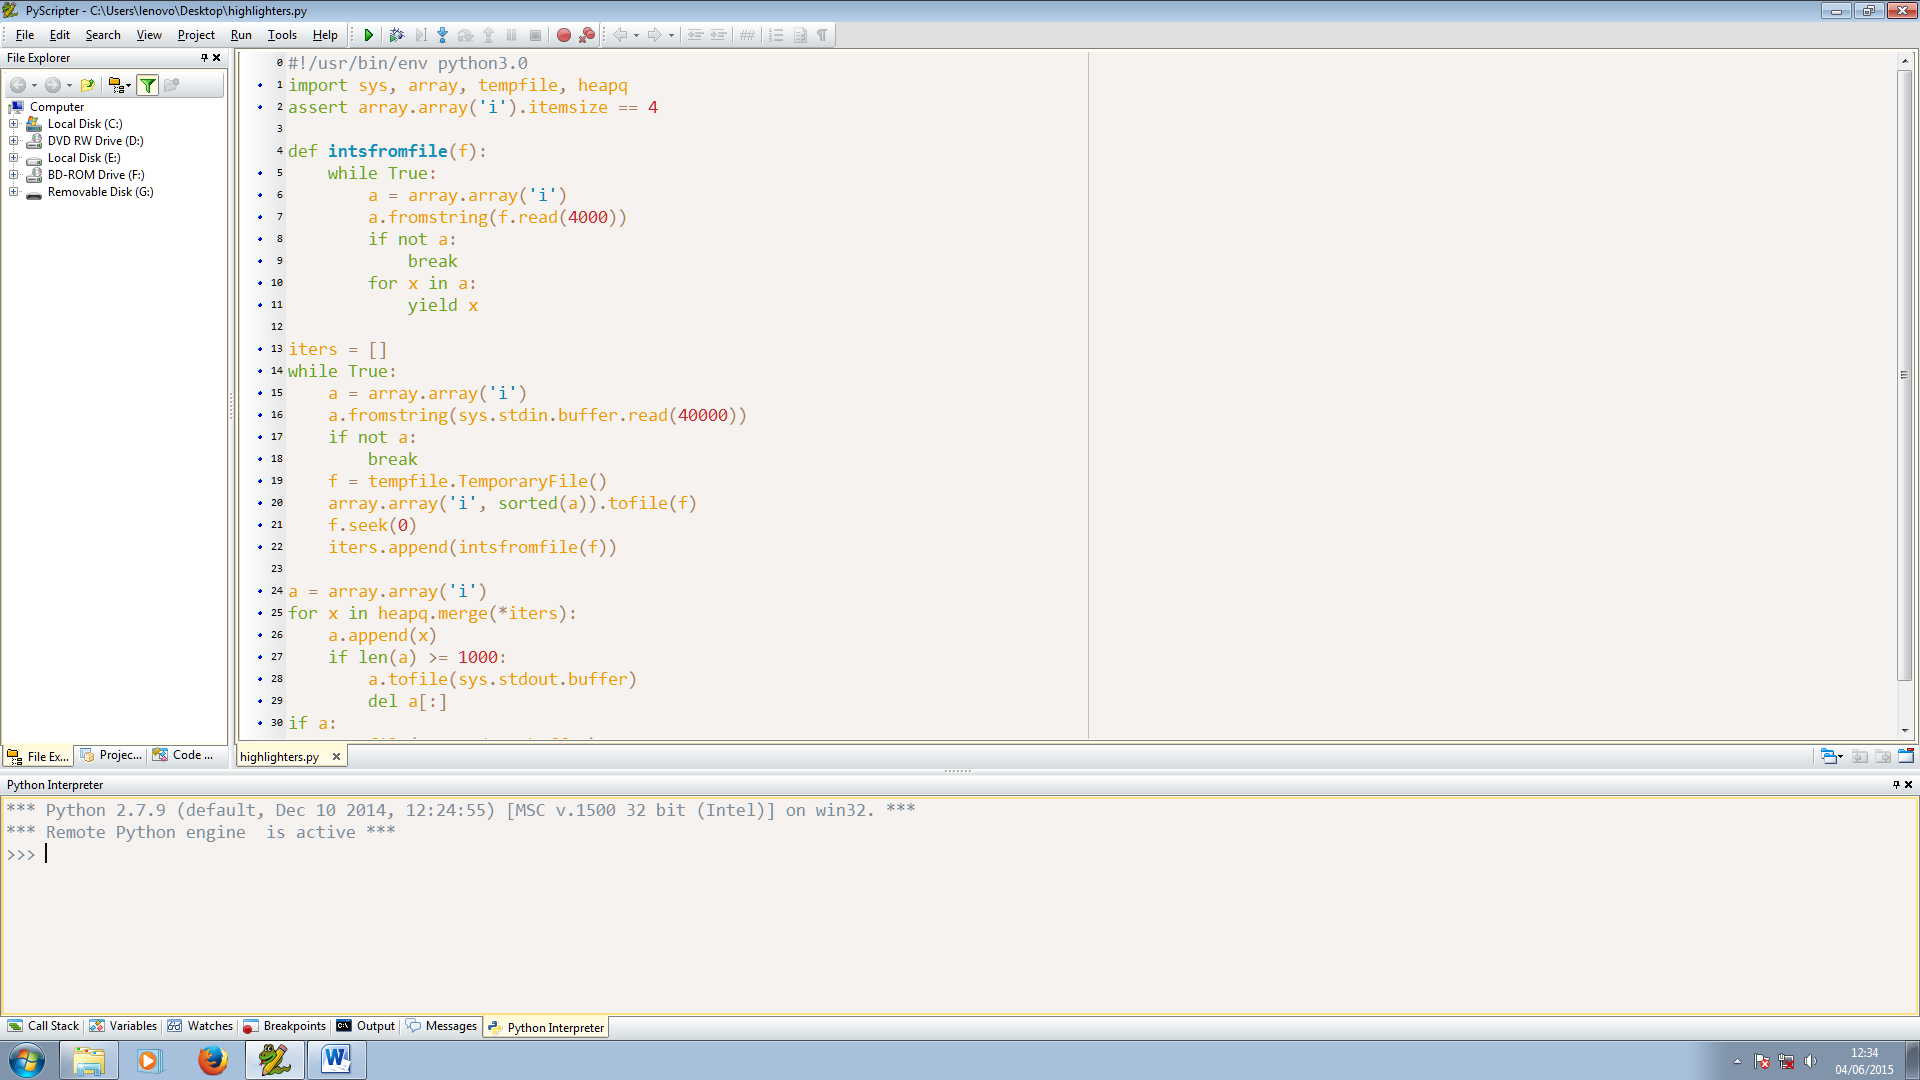 PyScripter - C:\Users\lenovo\Desktop\highlighters.py
File Edit Search View Project Run Tools Help
File Explorer
Computer
Local Disk (C:)
DVD RW Drive (D:)
Local Disk (E:)
BD-ROM Drive (F:)
Removable Disk (G:)
File Ex... Projec... Code ...
0 #!/usr/bin/env python3.0
1 import sys, array, tempfile, heapq
2 assert array.array('i').itemsize == 4
3
4 def intsfromfile(f):
5     while True:
6         a = array.array('i')
7         a.fromstring(f.read(4000))
8         if not a:
9             break
10         for x in a:
11             yield x
12
13 iters = []
14 while True:
15     a = array.array('i')
16     a.fromstring(sys.stdin.buffer.read(40000))
17     if not a:
18         break
19     f = tempfile.TemporaryFile()
20     array.array('i', sorted(a)).tofile(f)
21     f.seek(0)
22     iters.append(intsfromfile(f))
23
24 a = array.array('i')
25 for x in heapq.merge(*iters):
26     a.append(x)
27     if len(a) >= 1000:
28         a.tofile(sys.stdout.buffer)
29         del a[:]
30 if a:
highlighters.py
Python Interpreter
*** Python 2.7.9 (default, Dec 10 2014, 12:24:55) [MSC v.1500 32 bit (Intel)] on win32. ***
*** Remote Python engine  is active ***
>>>
Call Stack Variables Watches Breakpoints Output Messages Python Interpreter
12:34
04/06/2015